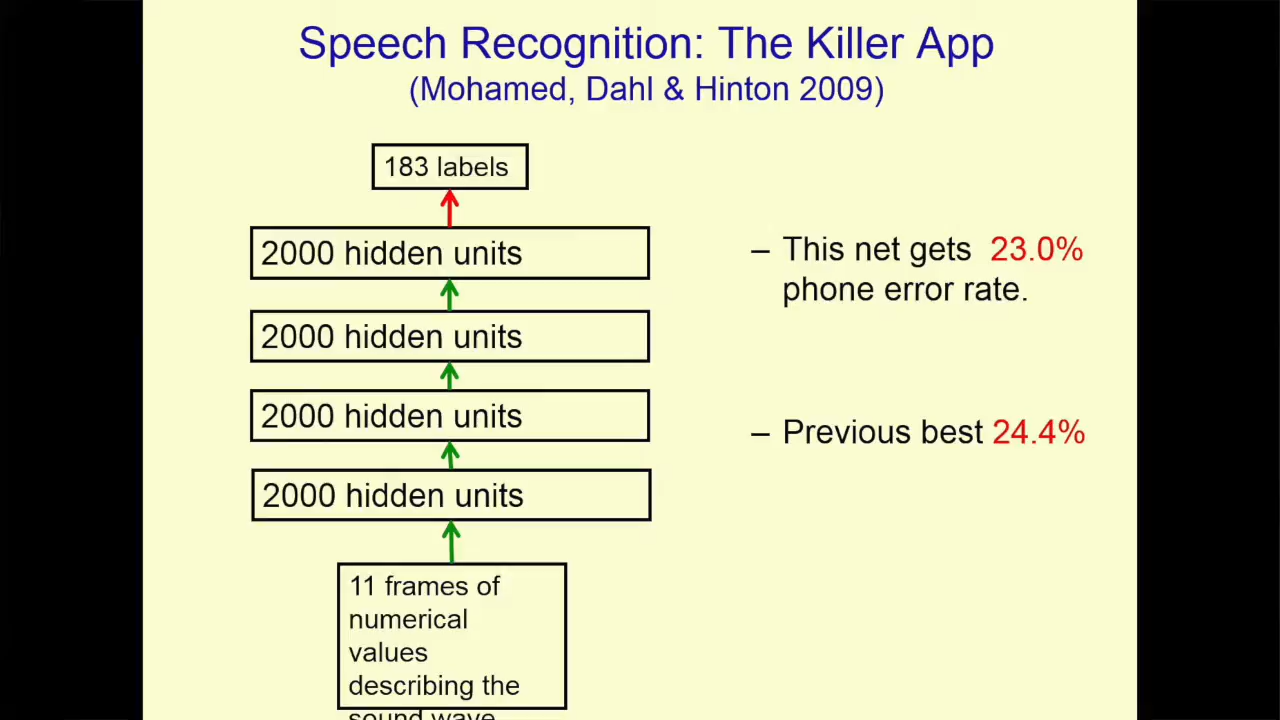 Speech Recognition: The Killer App
(Mohamed, Dahl & Hinton 2009)
183 labels
2000 hidden units
2000 hidden units
2000 hidden units
2000 hidden units
11 frames of
numerical
values
describing the
sound wave
– This net gets 23.0%
phone error rate.
– Previous best 24.4%